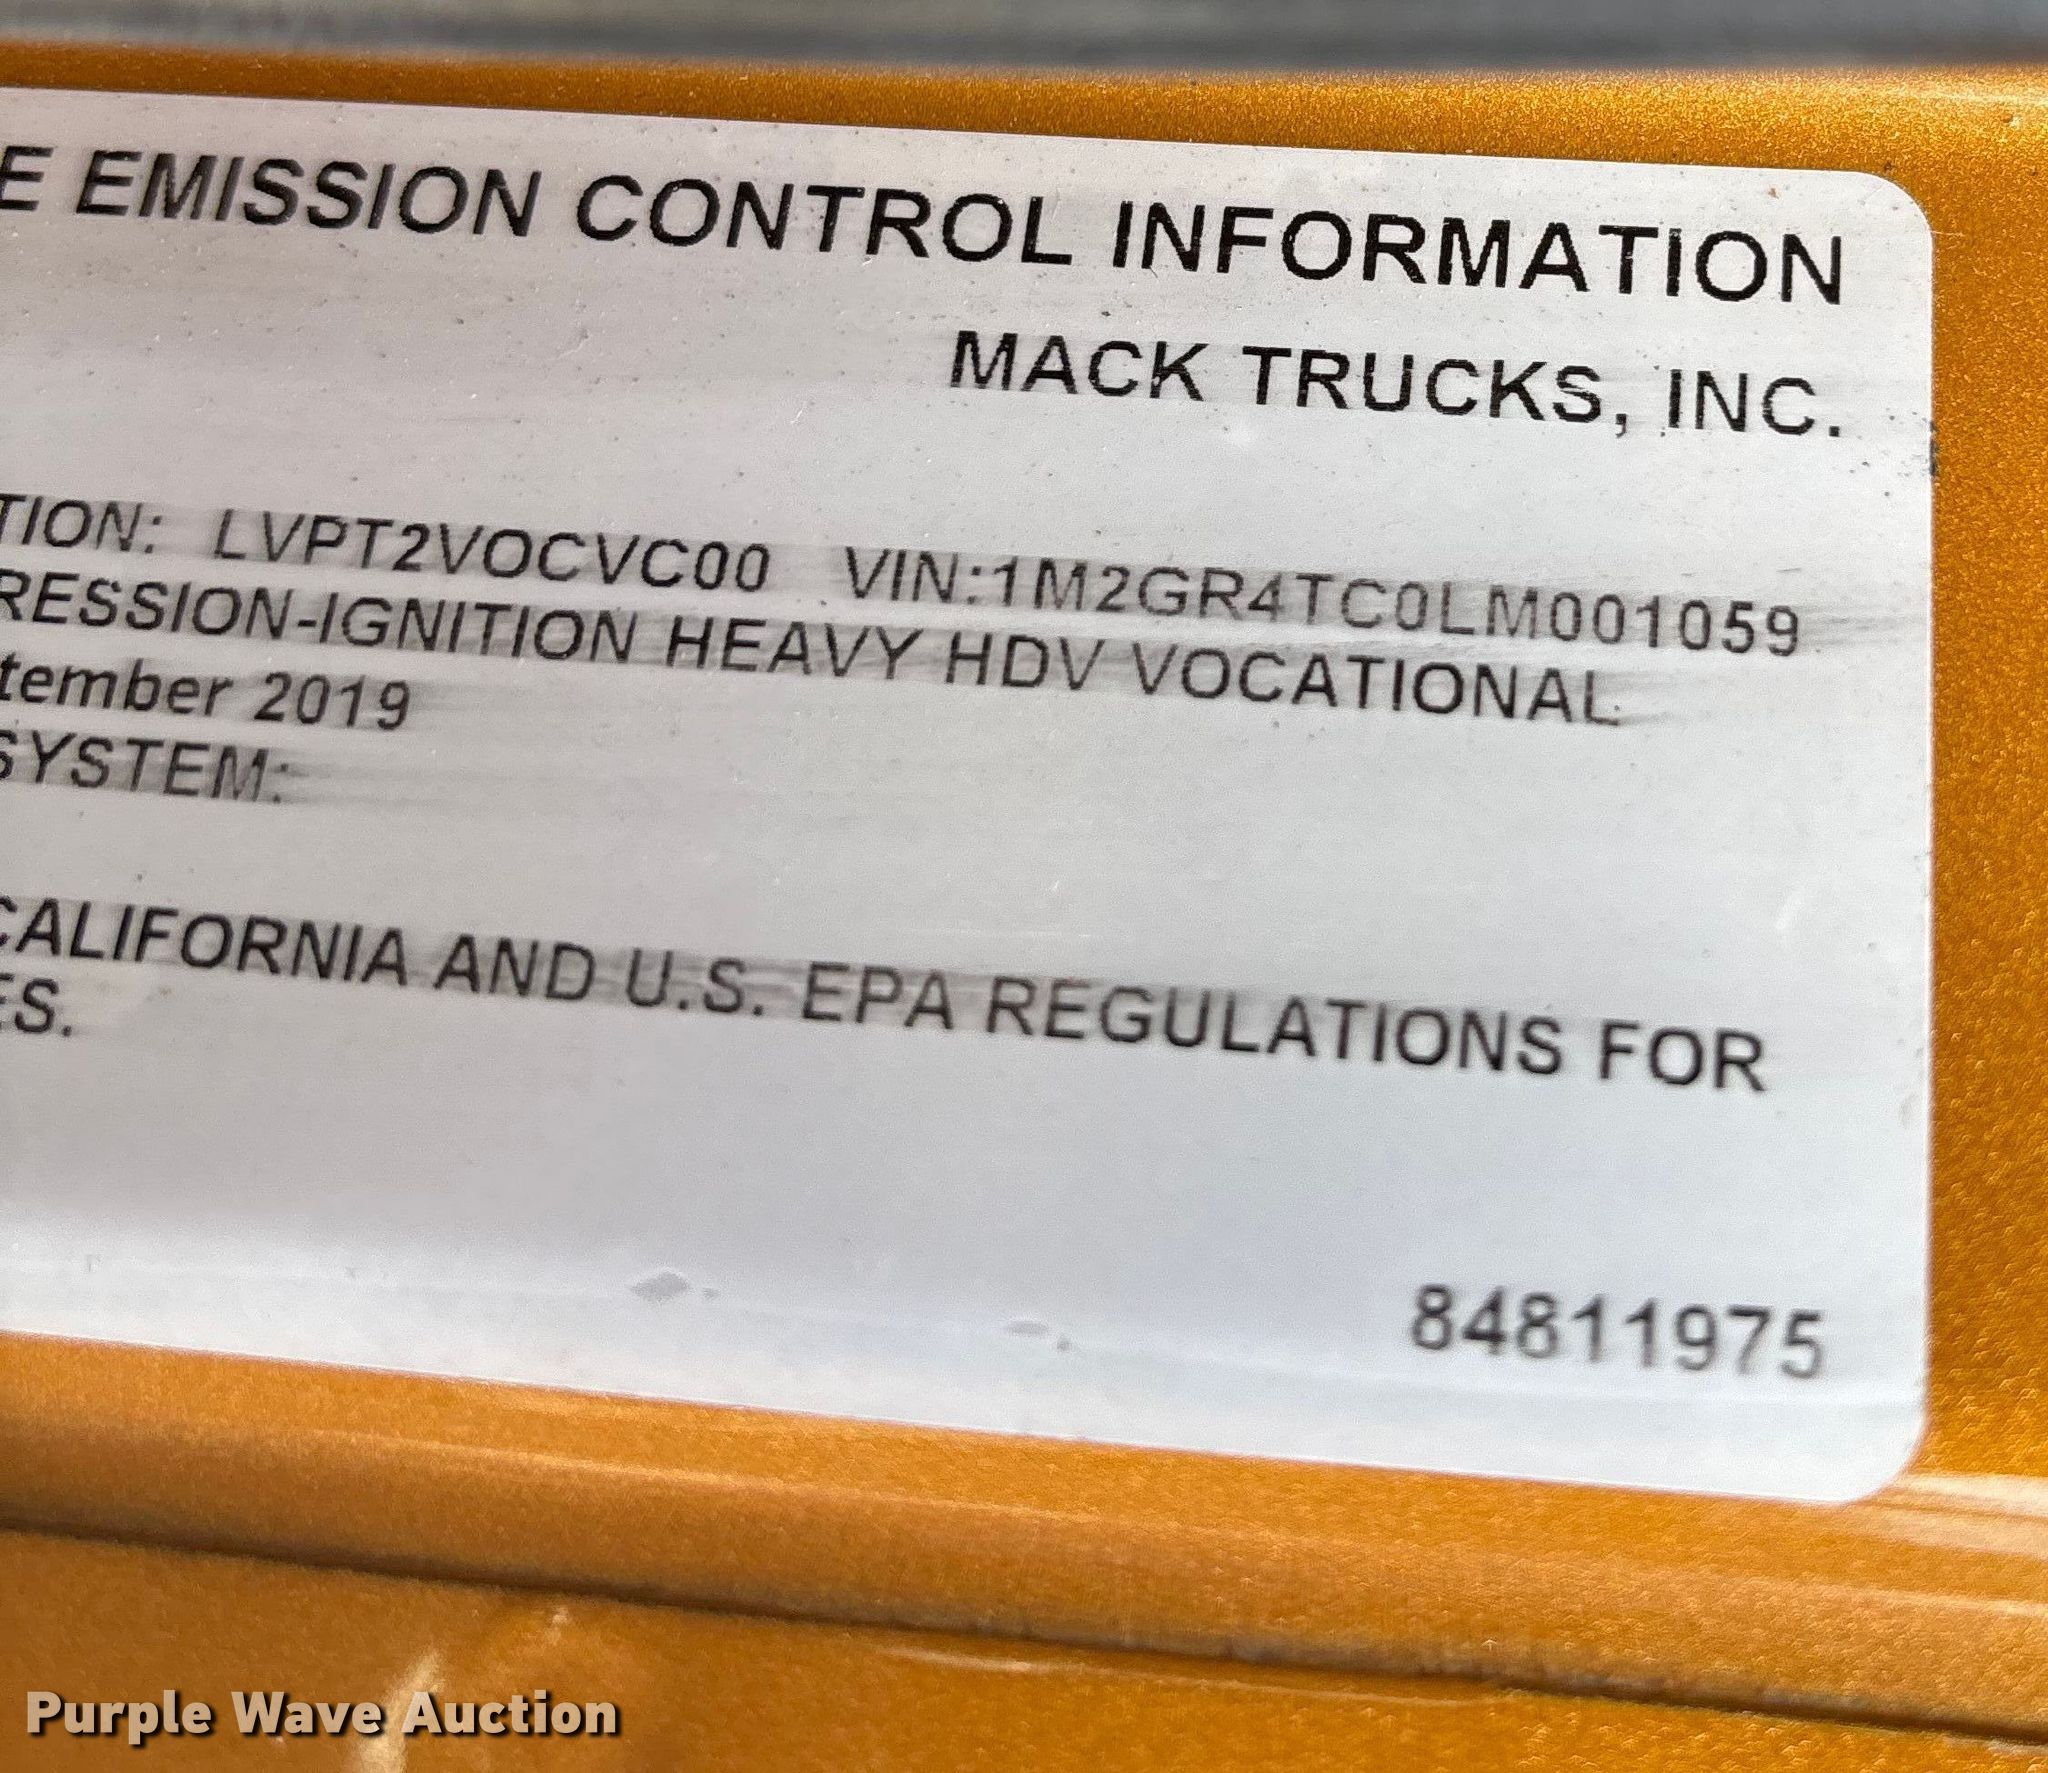 E EMISSION CONTROL INFORMATION
MACK TRUCKS, INC.
TION: LVPT2VOCVC00 VIN:1M2GR4TC0LM001059
RESSION-IGNITION HEAVY HDV VOCATIONAL
tember 2019
SYSTEM:
CALIFORNIA AND U.S. EPA REGULATIONS FOR
ES.
84811975
Purple Wave Auction